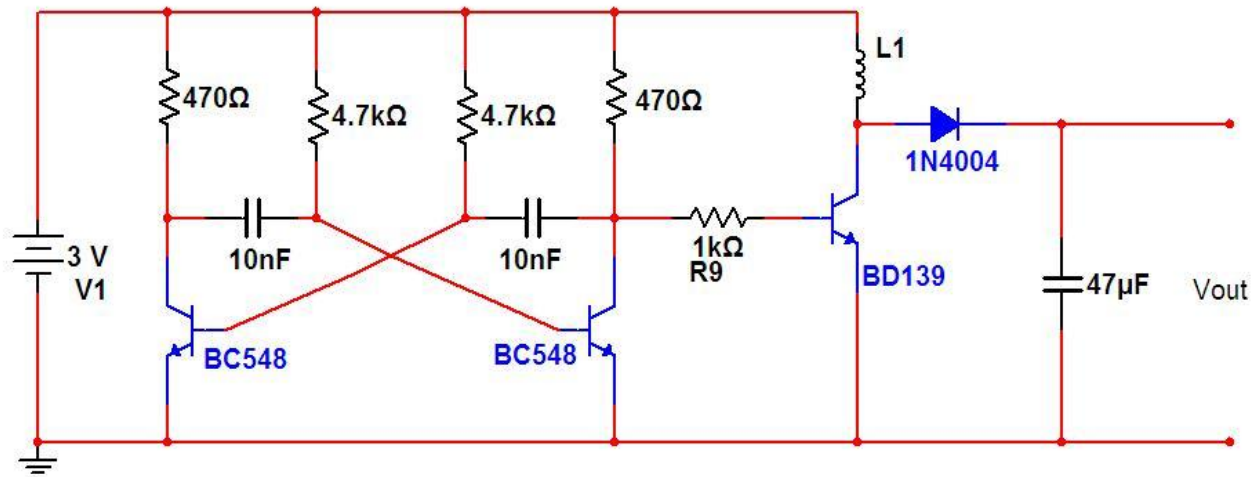 L1
470Ω
4.7kΩ
4.7kΩ
470Ω
1N4004
10nF
10nF
1kΩ
R9
3 V
V1
BD139
47µF
Vout
BC548
BC548